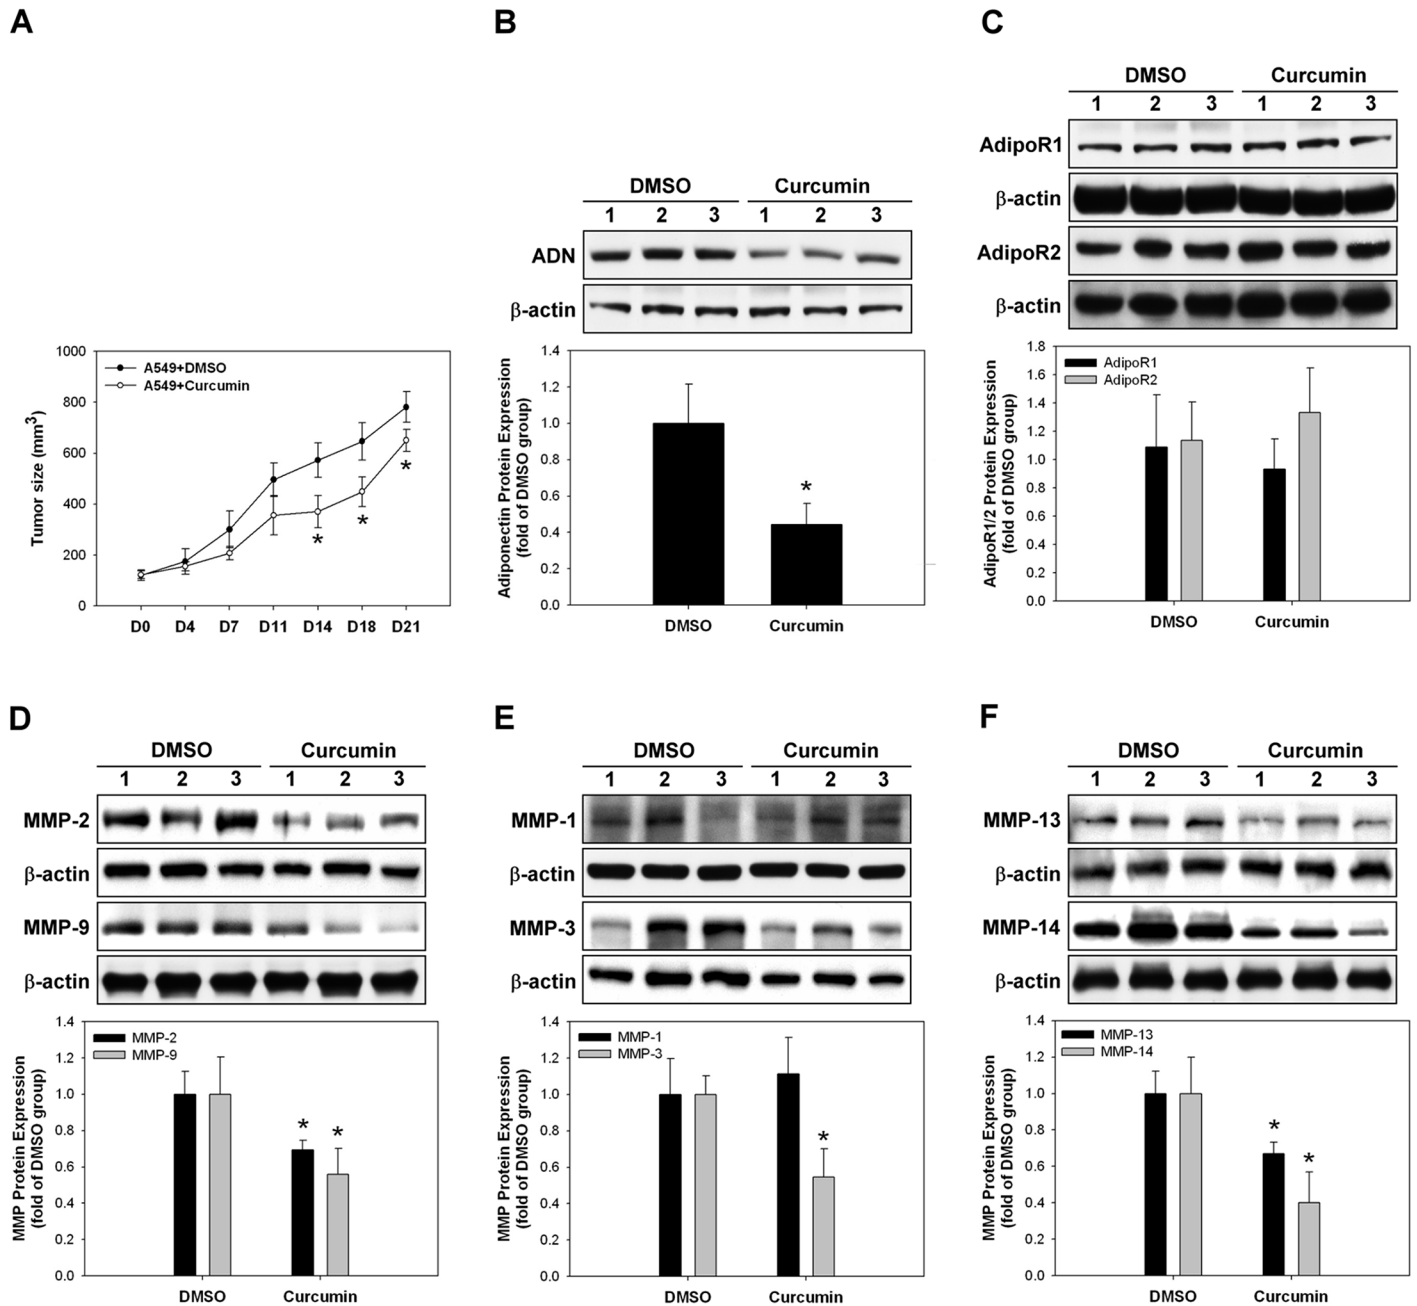 A
1000
800
600
400
200
0
Tumor size (mm3)
A549+DMSO
A549+Curcumin
*
*
*
D0 D4 D7 D11 D14 D18 D21
B
DMSO Curcumin
1 2 3 1 2 3
ADN
β-actin
1.4
1.2
1.0
0.8
0.6
0.4
0.2
0.0
Adiponectin Protein Expression
(fold of DMSO group)
*
DMSO Curcumin
C
DMSO Curcumin
1 2 3 1 2 3
AdipoR1
β-actin
AdipoR2
β-actin
1.8
1.6
1.4
1.2
1.0
0.8
0.6
0.4
0.2
0.0
AdipoR1/2 Protein Expression
(fold of DMSO group)
AdipoR1
AdipoR2
DMSO Curcumin
D
DMSO Curcumin
1 2 3 1 2 3
MMP-2
β-actin
MMP-9
β-actin
1.4
1.2
1.0
0.8
0.6
0.4
0.2
0.0
MMP Protein Expression
(fold of DMSO group)
MMP-2
MMP-9
* *
DMSO Curcumin
E
DMSO Curcumin
1 2 3 1 2 3
MMP-1
β-actin
MMP-3
β-actin
1.4
1.2
1.0
0.8
0.6
0.4
0.2
0.0
MMP Protein Expression
(fold of DMSO group)
MMP-1
MMP-3
*
DMSO Curcumin
F
DMSO Curcumin
1 2 3 1 2 3
MMP-13
β-actin
MMP-14
β-actin
1.4
1.2
1.0
0.8
0.6
0.4
0.2
0.0
MMP Protein Expression
(fold of DMSO group)
MMP-13
MMP-14
* *
DMSO Curcumin